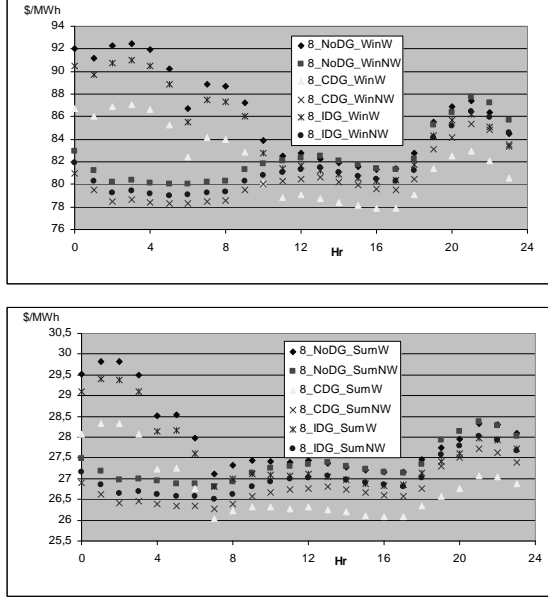 $/MWh
94
92
90
88
86
84
82
80
78
76
8_NoDG_WinW
8_NoDG_WinNW
8_CDG_WinW
8_CDG_WinNW
8_IDG_WinW
8_IDG_WinNW
0 4 8 12 16 20 24
Hr
$/MWh
30,5
30
29,5
29
28,5
28
27,5
27
26,5
26
25,5
8_NoDG_SumW
8_NoDG_SumNW
8_CDG_SumW
8_CDG_SumNW
8_IDG_SumW
8_IDG_SumNW
0 4 8 12 16 20 24
Hr